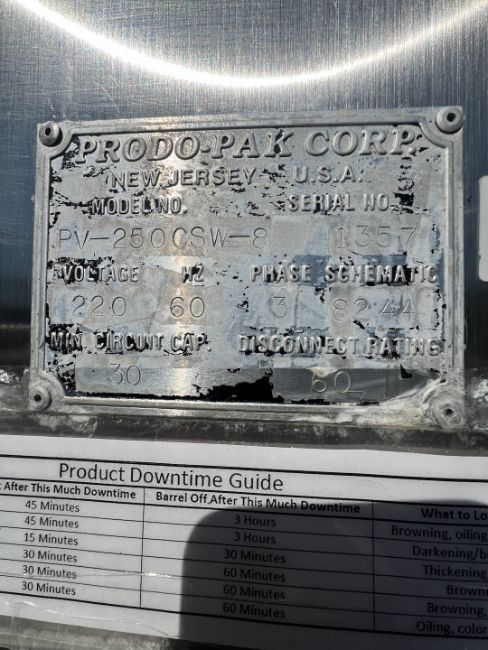 PRODO-PAK CORP.
NEW JERSEY U.S.A.
MODEL NO. SERIAL NO.
PV-250CSW-8 1357
VOLTAGE HZ PHASE SCHEMATIC
220 60 3 8244
MIN. CIRCUIT CAP. DISCONNECT RATING
30 60
Product Downtime Guide
After This Much Downtime Barrel Off After This Much Downtime What to Lo
45 Minutes 3 Hours Browning, oiling
45 Minutes 3 Hours Darkening/b
15 Minutes 30 Minutes Thickening,
30 Minutes 60 Minutes Brown
30 Minutes 60 Minutes Browning,
30 Minutes 60 Minutes Oiling, color